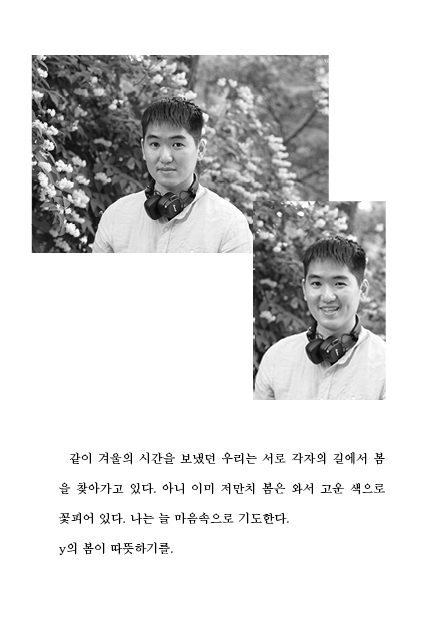 같이 겨울의 시간을 보냈던 우리는 서로 각자의 길에서 봄
을 찾아가고 있다. 아니 이미 저만치 봄은 와서 고운 색으로
꽃피어 있다. 나는 늘 마음속으로 기도한다.
y의 봄이 따뜻하기를.